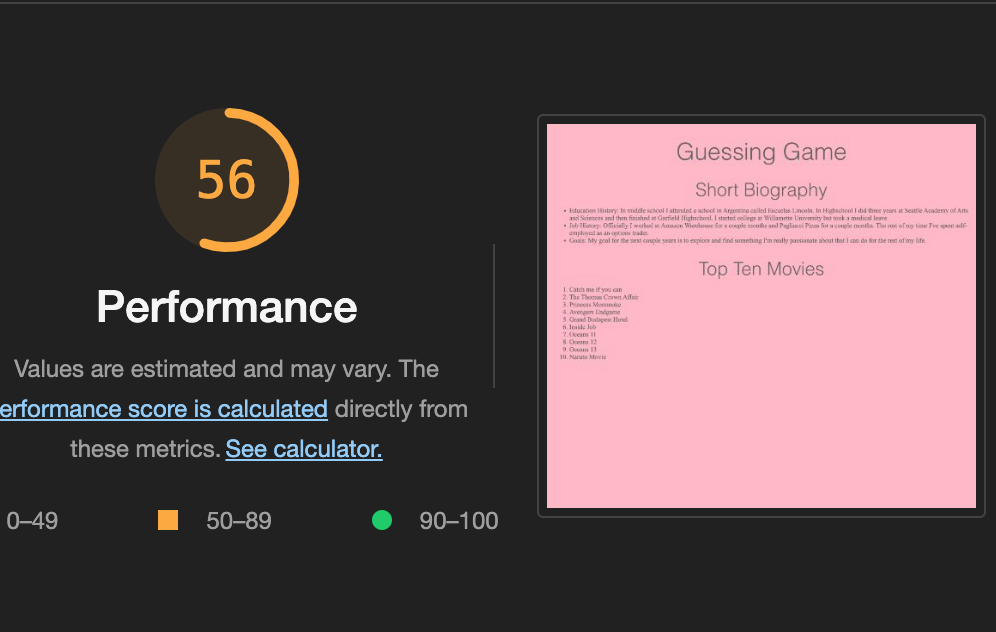 56
Performance
Values are estimated and may vary. The
erformance score is calculated directly from
these metrics. See calculator.
0–49
50–89
90–100
Guessing Game
Short Biography
• Education History: In middle school I attended a school in Argentina called Escuelas Lincoln. In Highschool I did three years at Seattle Academy of Arts
and Sciences and then finished at Garfield Highschool. I started college at Willamette University but took a medical leave
• Job History: Officially I worked at Amazon Warehouse for a couple months and Pagliacci Pizza for a couple months. The rest of my time I've spent self-
employed as an options trader.
• Goals: My goal for the next couple years is to explore and find something I'm really passionate about that I can do for the rest of my life.
Top Ten Movies
1. Catch me if you can
2. The Thomas Crown Affair
3. Princess Mononoke
4. Avengers Endgame
5. Grand Budapest Hotel
6. Inside Job
7. Oceans 11
8. Oceans 12
9. Oceans 13
10. Naruto Movie